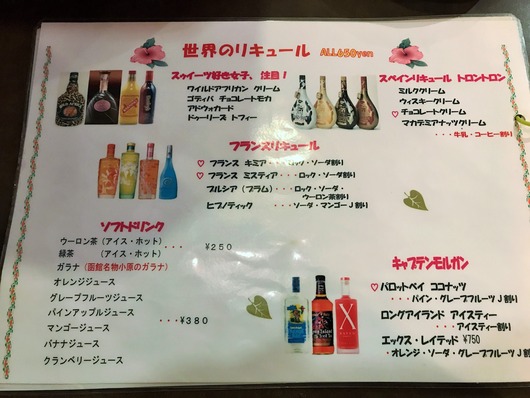 世界のリキュール ALL650yen
スウィーツ好き女子、注目！
ワイルドアフリカン クリーム
ゴディバ チョコレートモカ
アドヴォカード
ドゥーリーズ トフィー
スペインリキュール トロントロン
ミルククリーム
ウィスキークリーム
♡ チョコレートクリーム
マカデミアナッツクリーム
・・・牛乳・コーヒー割り
フランスリキュール
♡ フランス キミア・・・ロック・ソーダ割り
♡ フランス ミスティア・・・ロック・ソーダ割り
プルシア（プラム）・・・ロック・ソーダ・
ウーロン茶割り
ヒプノティック ・・・ソーダ・マンゴーJ割り
ソフトドリンク
ウーロン茶（アイス・ホット）・・・ ¥250
緑茶 （アイス・ホット）
ガラナ（函館名物小原のガラナ）
オレンジジュース
グレープフルーツジュース
パインアップルジュース
マンゴージュース ・・・¥380
バナナジュース
クランベリージュース
キャプテンモルガン
♡ パロットベイ ココナッツ
・・・パイン・グレープフルーツJ割り
ロングアイランド アイスティー
・・・アイスティー割り
エックス・レイテッド ¥750
・オレンジ・ソーダ・グレープフルーツJ割り